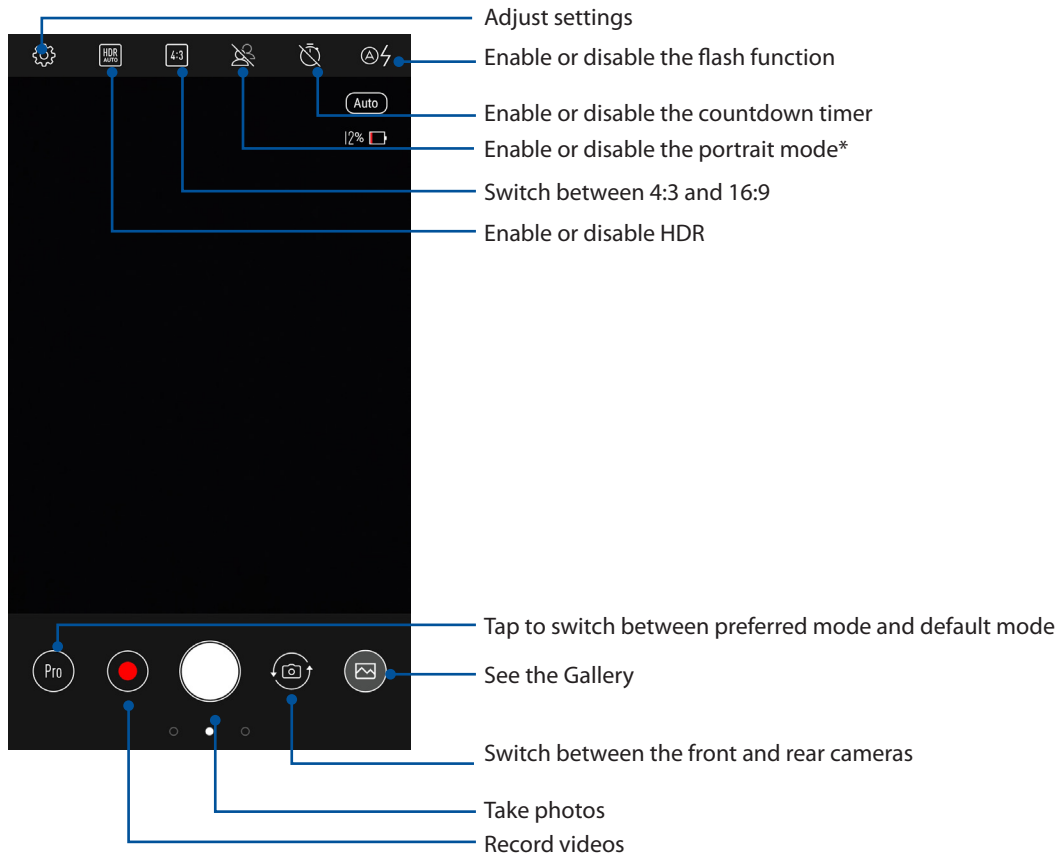 Adjust settings
HDR
AUTO
4:3
A
Enable or disable the flash function
Auto
Enable or disable the countdown timer
12%
Enable or disable the portrait mode*
Switch between 4:3 and 16:9
Enable or disable HDR
Tap to switch between preferred mode and default mode
Pro
See the Gallery
Switch between the front and rear cameras
Take photos
Record videos